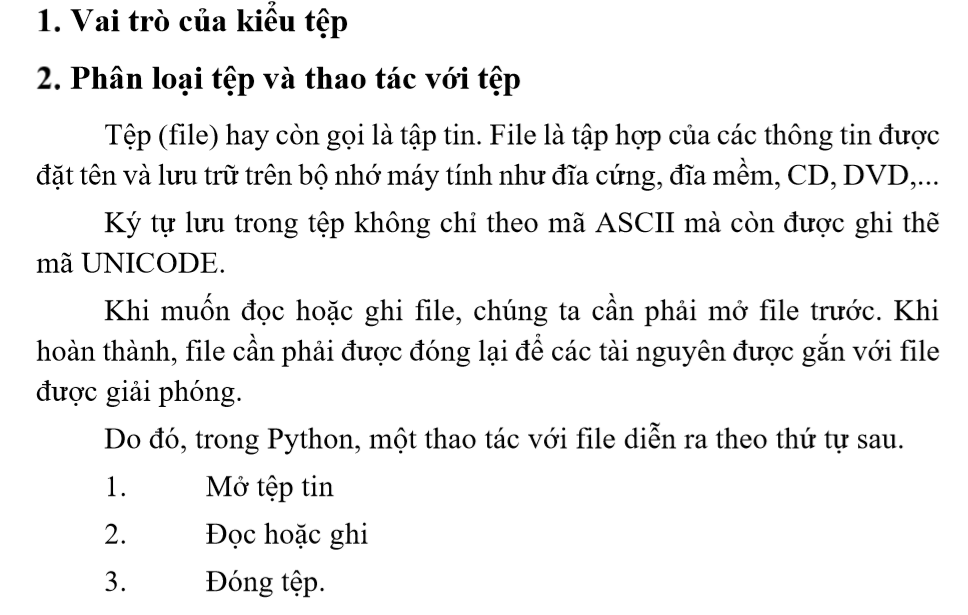 1. Vai trò của kiểu tệp
2. Phân loại tệp và thao tác với tệp
Tệp (file) hay còn gọi là tập tin. File là tập hợp của các thông tin được
đặt tên và lưu trữ trên bộ nhớ máy tính như đĩa cứng, đĩa mềm, CD, DVD,...
Ký tự lưu trong tệp không chỉ theo mã ASCII mà còn được ghi thẽ
mã UNICODE.
Khi muốn đọc hoặc ghi file, chúng ta cần phải mở file trước. Khi
hoàn thành, file cần phải được đóng lại để các tài nguyên được gắn với file
được giải phóng.
Do đó, trong Python, một thao tác với file diễn ra theo thứ tự sau.
1. Mở tệp tin
2. Đọc hoặc ghi
3. Đóng tệp.